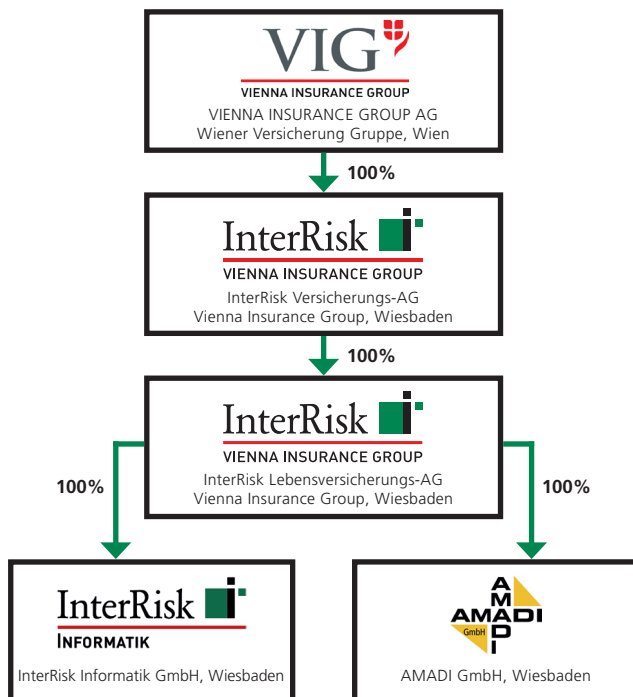 VIG
VIENNA INSURANCE GROUP
VIENNA INSURANCE GROUP AG
Wiener Versicherung Gruppe, Wien
100%
InterRisk
VIENNA INSURANCE GROUP
InterRisk Versicherungs-AG
Vienna Insurance Group, Wiesbaden
100%
InterRisk
VIENNA INSURANCE GROUP
InterRisk Lebensversicherungs-AG
Vienna Insurance Group, Wiesbaden
100%
100%
InterRisk
INFORMATIK
InterRisk Informatik GmbH, Wiesbaden
AMADI
AMADI
GmbH
AMADI GmbH, Wiesbaden